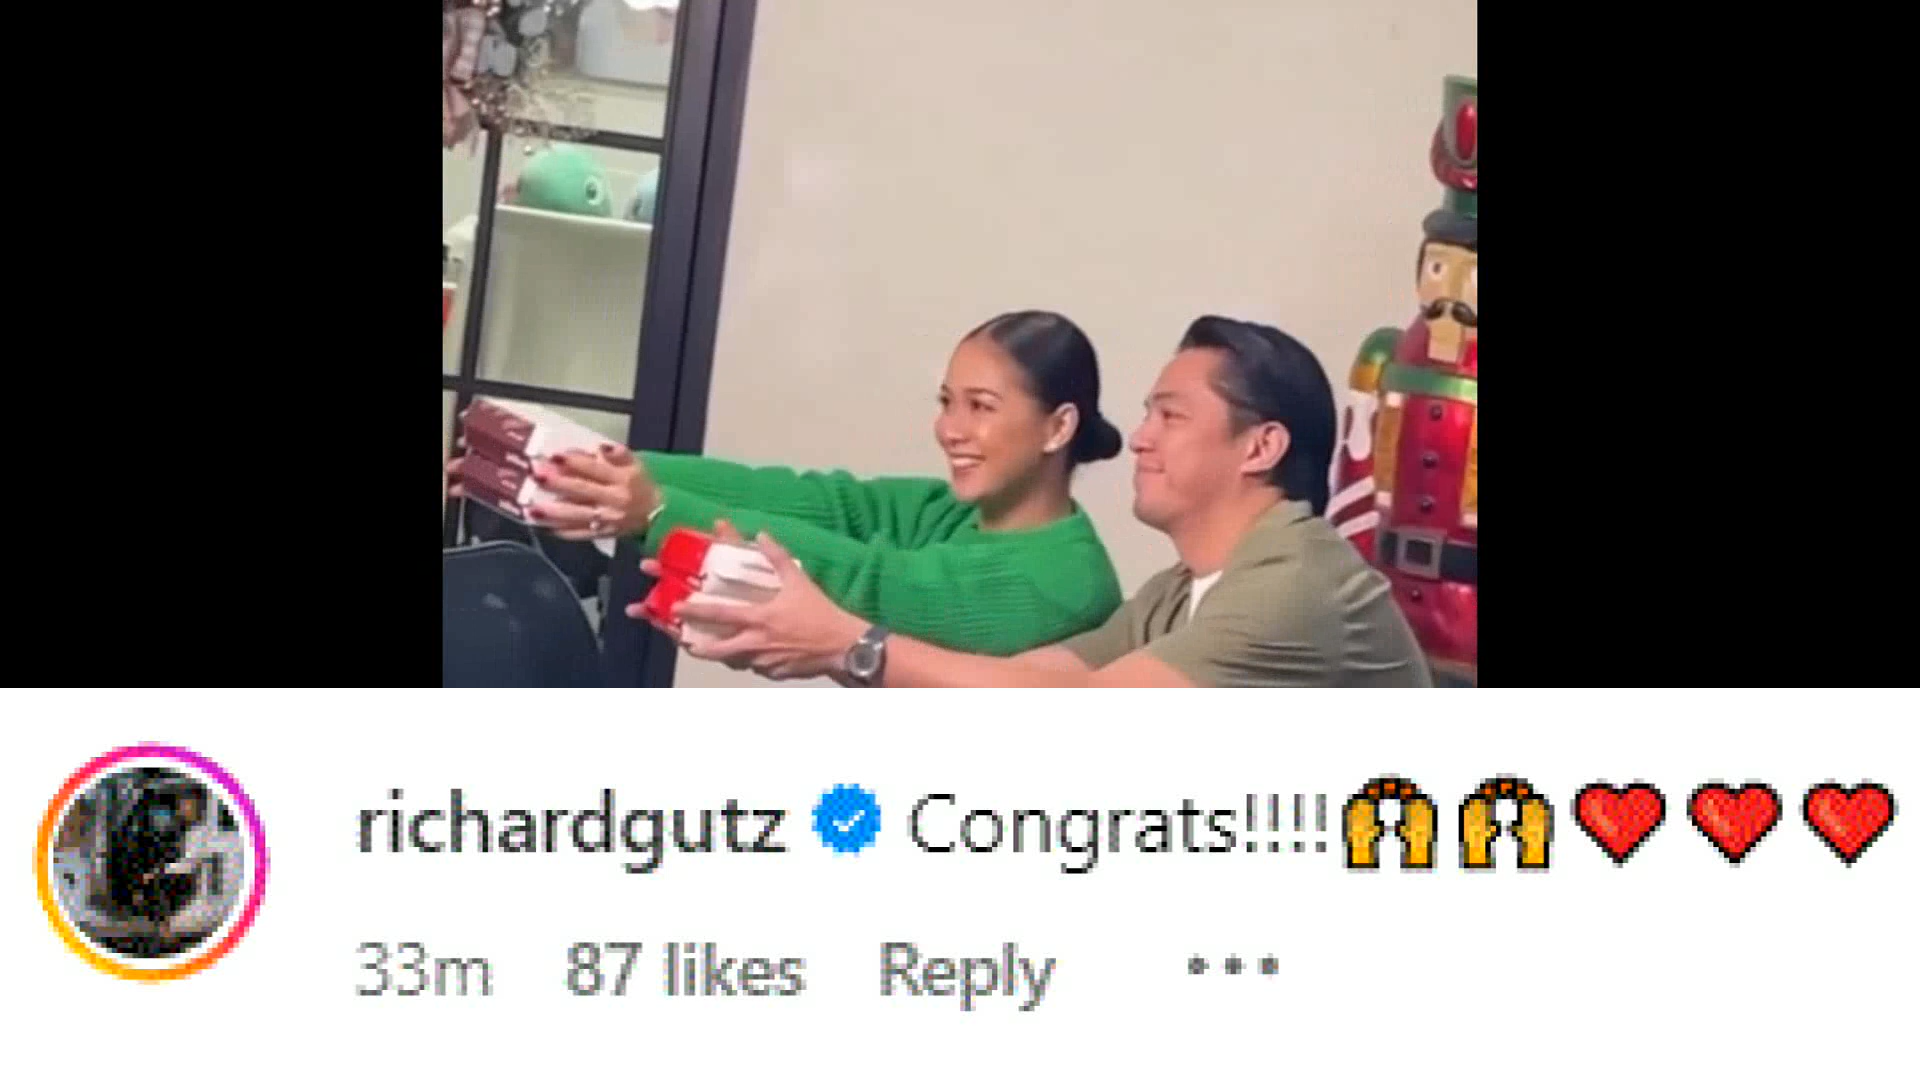 richardgutz Congrats!!!!🙌🙌❤️❤️❤️
33m 87 likes Reply ...